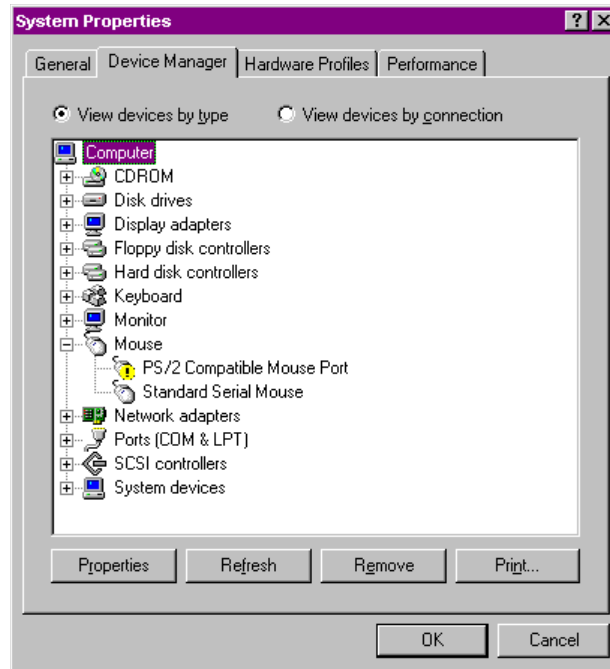 System Properties
General Device Manager Hardware Profiles Performance
View devices by type View devices by connection
Computer
CDROM
Disk drives
Display adapters
Floppy disk controllers
Hard disk controllers
Keyboard
Monitor
Mouse
PS/2 Compatible Mouse Port
Standard Serial Mouse
Network adapters
Ports (COM & LPT)
SCSI controllers
System devices
Properties Refresh Remove Print...
OK Cancel